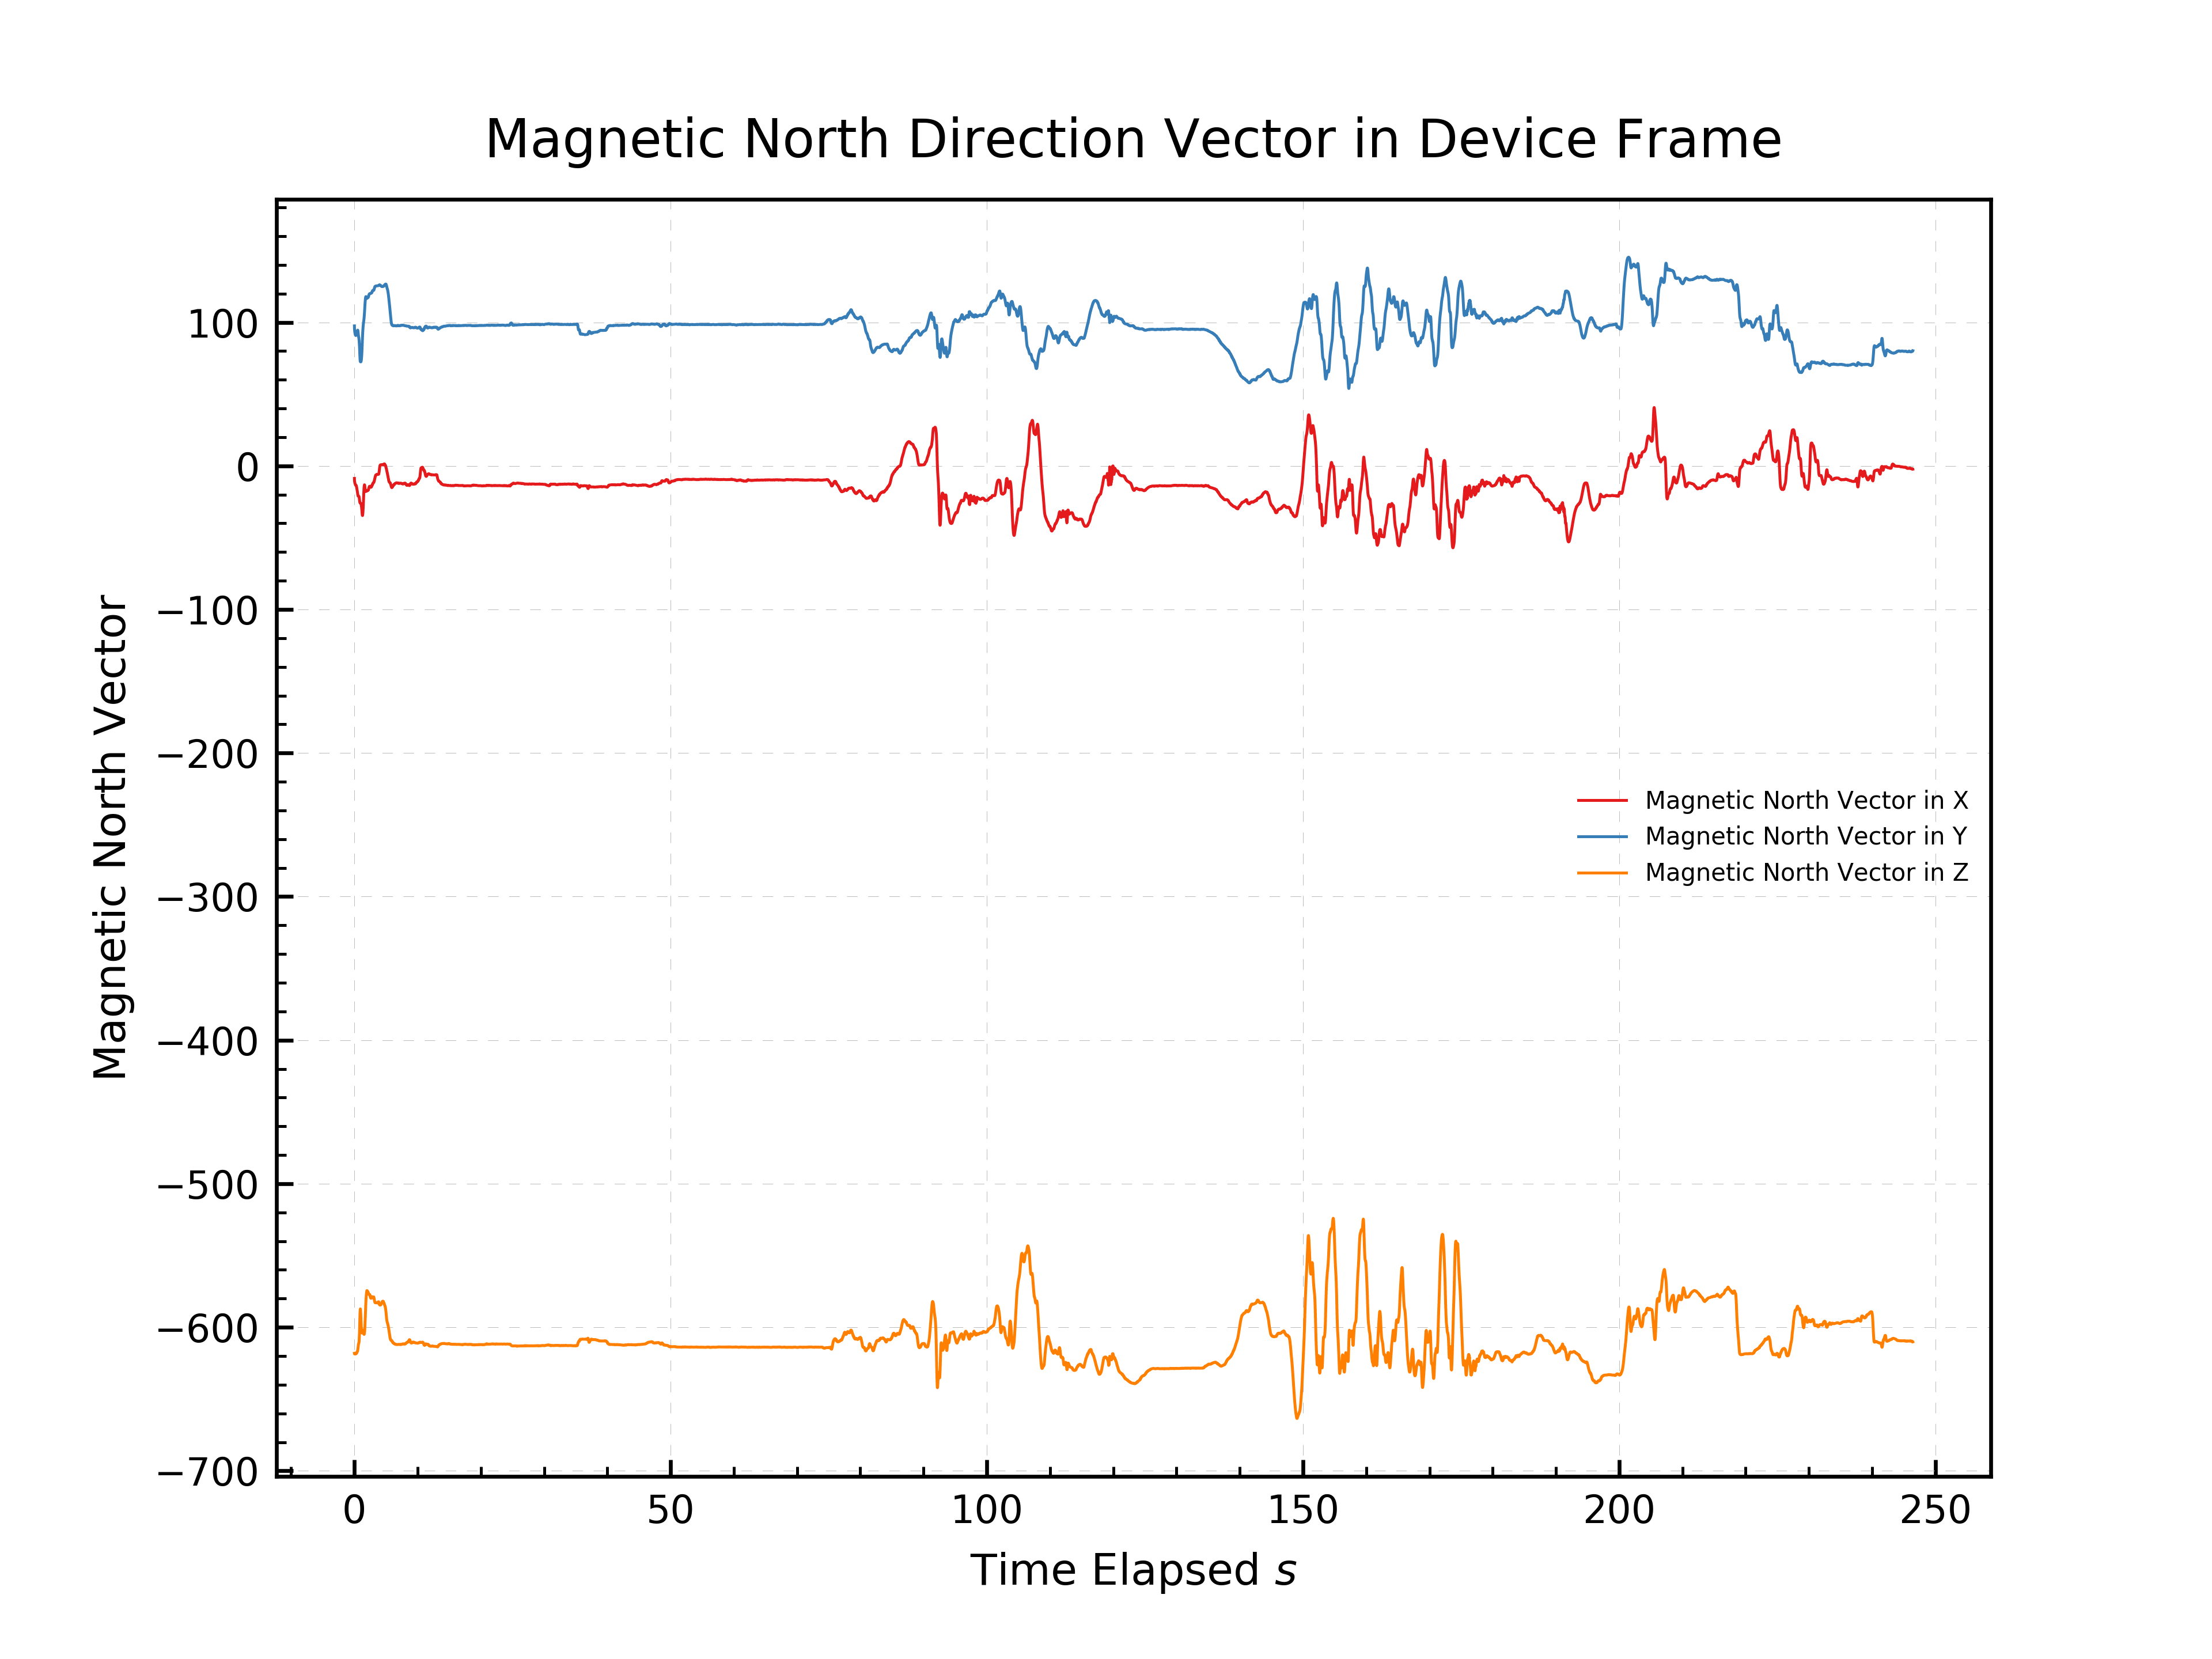 Magnetic North Direction Vector in Device Frame
Magnetic North Vector
100
0
−100
−200
−300
−400
−500
−600
−700
Magnetic North Vector in X
Magnetic North Vector in Y
Magnetic North Vector in Z
0 50 100 150 200 250
Time Elapsed s